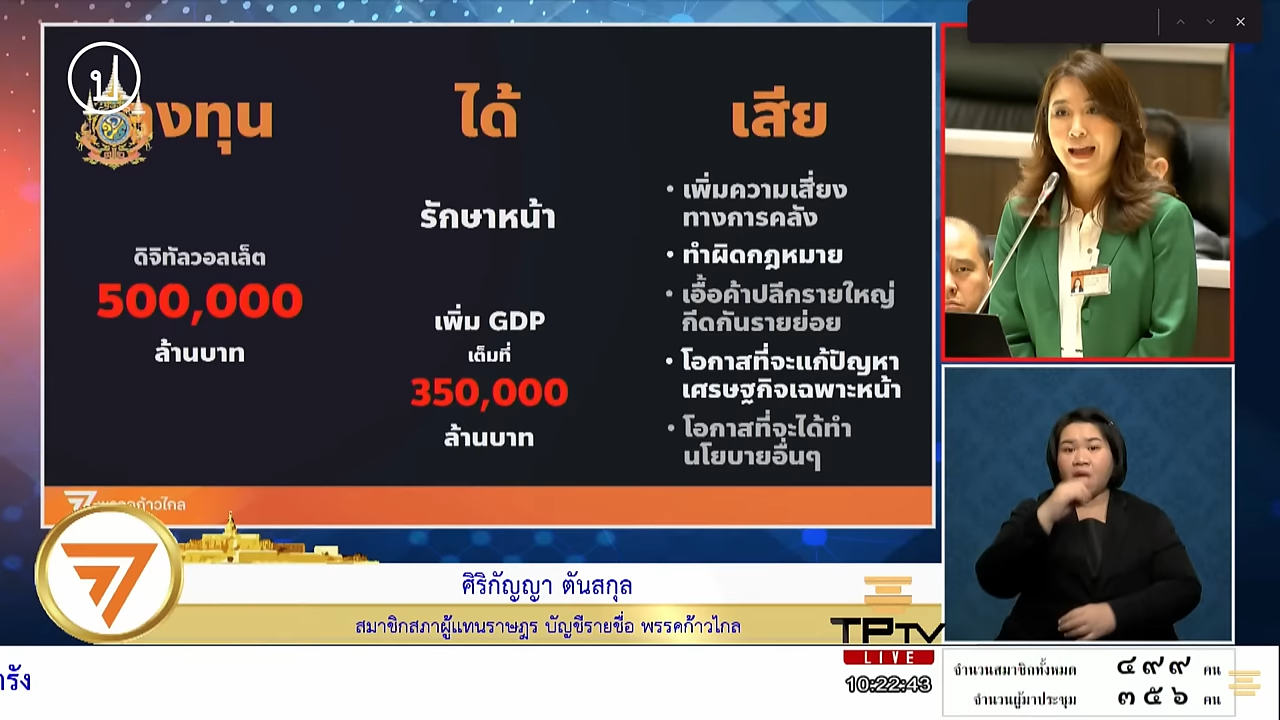 ป
ลงทุน
ได้
เสีย
ดิจิทัลวอลเล็ต
500,000
ล้านบาท
รักษาหน้า
เพิ่ม GDP
เต็มที่
350,000
ล้านบาท
• เพิ่มความเสี่ยง
ทางการคลัง
• ทำผิดกฎหมาย
• เอื้อค้าปลีกรายใหญ่
กีดกันรายย่อย
• โอกาสที่จะแก้ปัญหา
เศรษฐกิจเฉพาะหน้า
• โอกาสที่จะได้ทำ
นโยบายอื่นๆ
ก้าวไกล
ศิริกัญญา ตันสกุล
สมาชิกสภาผู้แทนราษฎร บัญชีรายชื่อ พรรคก้าวไกล
TPTV
LIVE
10:22:43
จำนวนสมาชิกทั้งหมด ๔๙๙ คน
จำนวนผู้มาประชุม ๓๕๖ คน